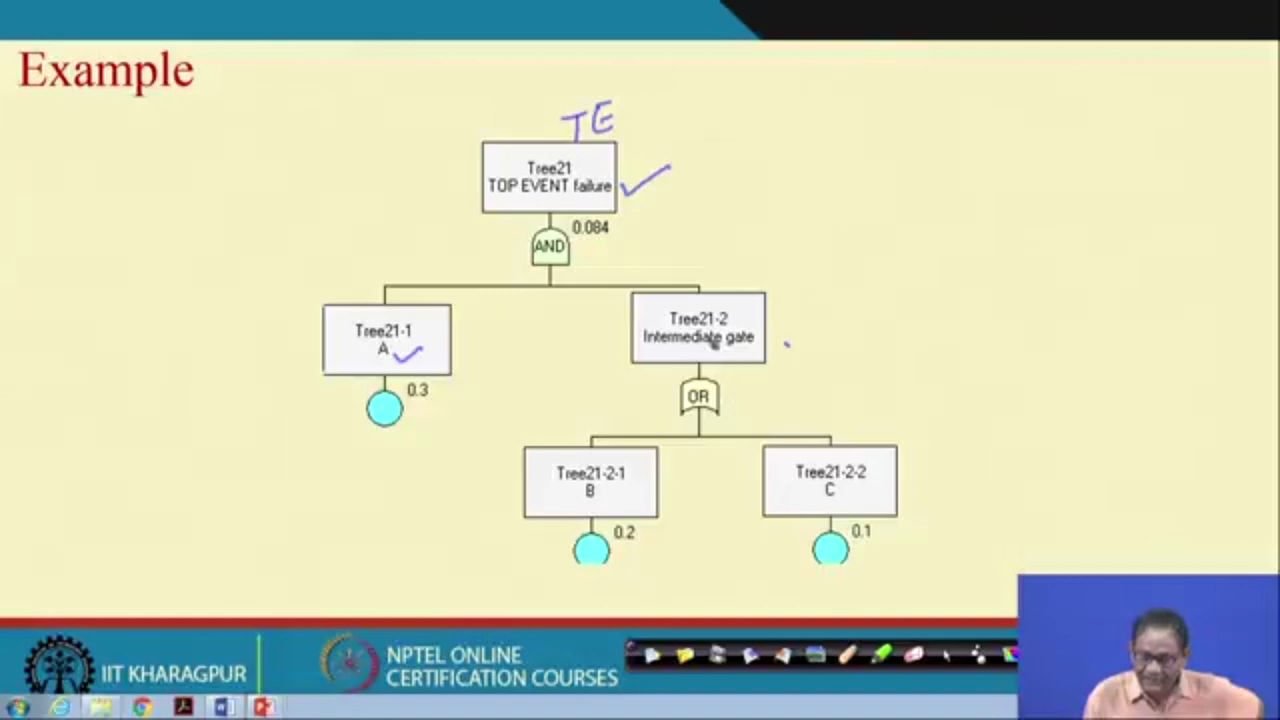 Example
TE
Tree21
TOP EVENT failure
0.084
AND
Tree21-1
A
0.3
Tree21-2
Intermediate gate
OR
Tree21-2-1
B
0.2
Tree21-2-2
C
0.1
IIT KHARAGPUR
NPTEL ONLINE
CERTIFICATION COURSES